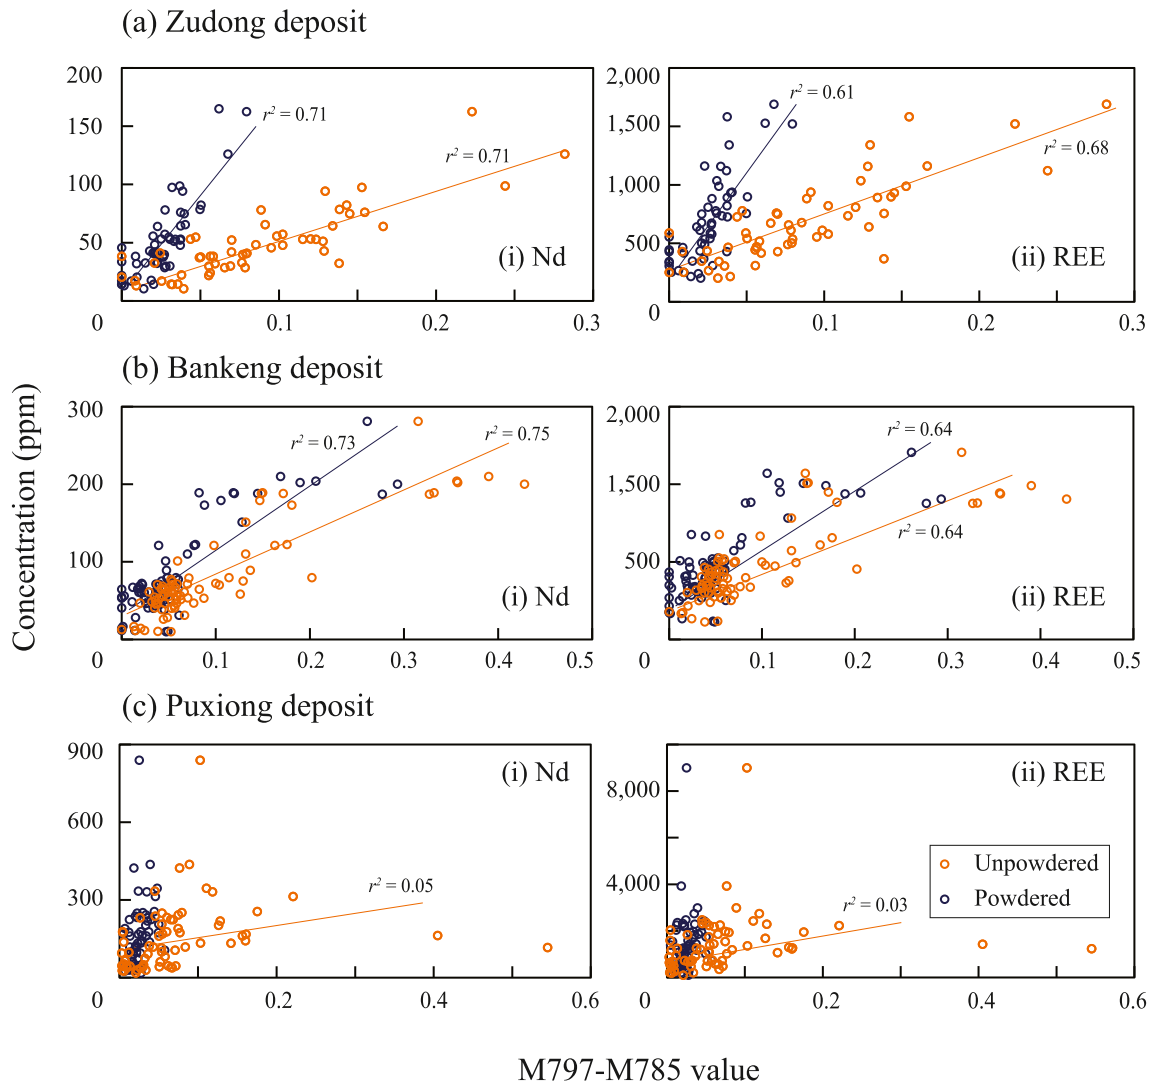 (a) Zudong deposit
200
150
100
50
0
0.1
0.2
0.3
r² = 0.71
r² = 0.71
(i) Nd
2,000
1,500
1,000
500
0
0.1
0.2
0.3
r² = 0.61
r² = 0.68
(ii) REE
(b) Bankeng deposit
300
200
100
0
0.1
0.2
0.3
0.4
0.5
r² = 0.73
r² = 0.75
(i) Nd
2,000
1,500
500
0
0.1
0.2
0.3
0.4
0.5
r² = 0.64
r² = 0.64
(ii) REE
Concentration (ppm)
(c) Puxiong deposit
900
600
300
0
0.2
0.4
0.6
r² = 0.05
(i) Nd
8,000
4,000
0
0.2
0.4
0.6
r² = 0.03
(ii) REE
Unpowdered
Powdered
M797-M785 value